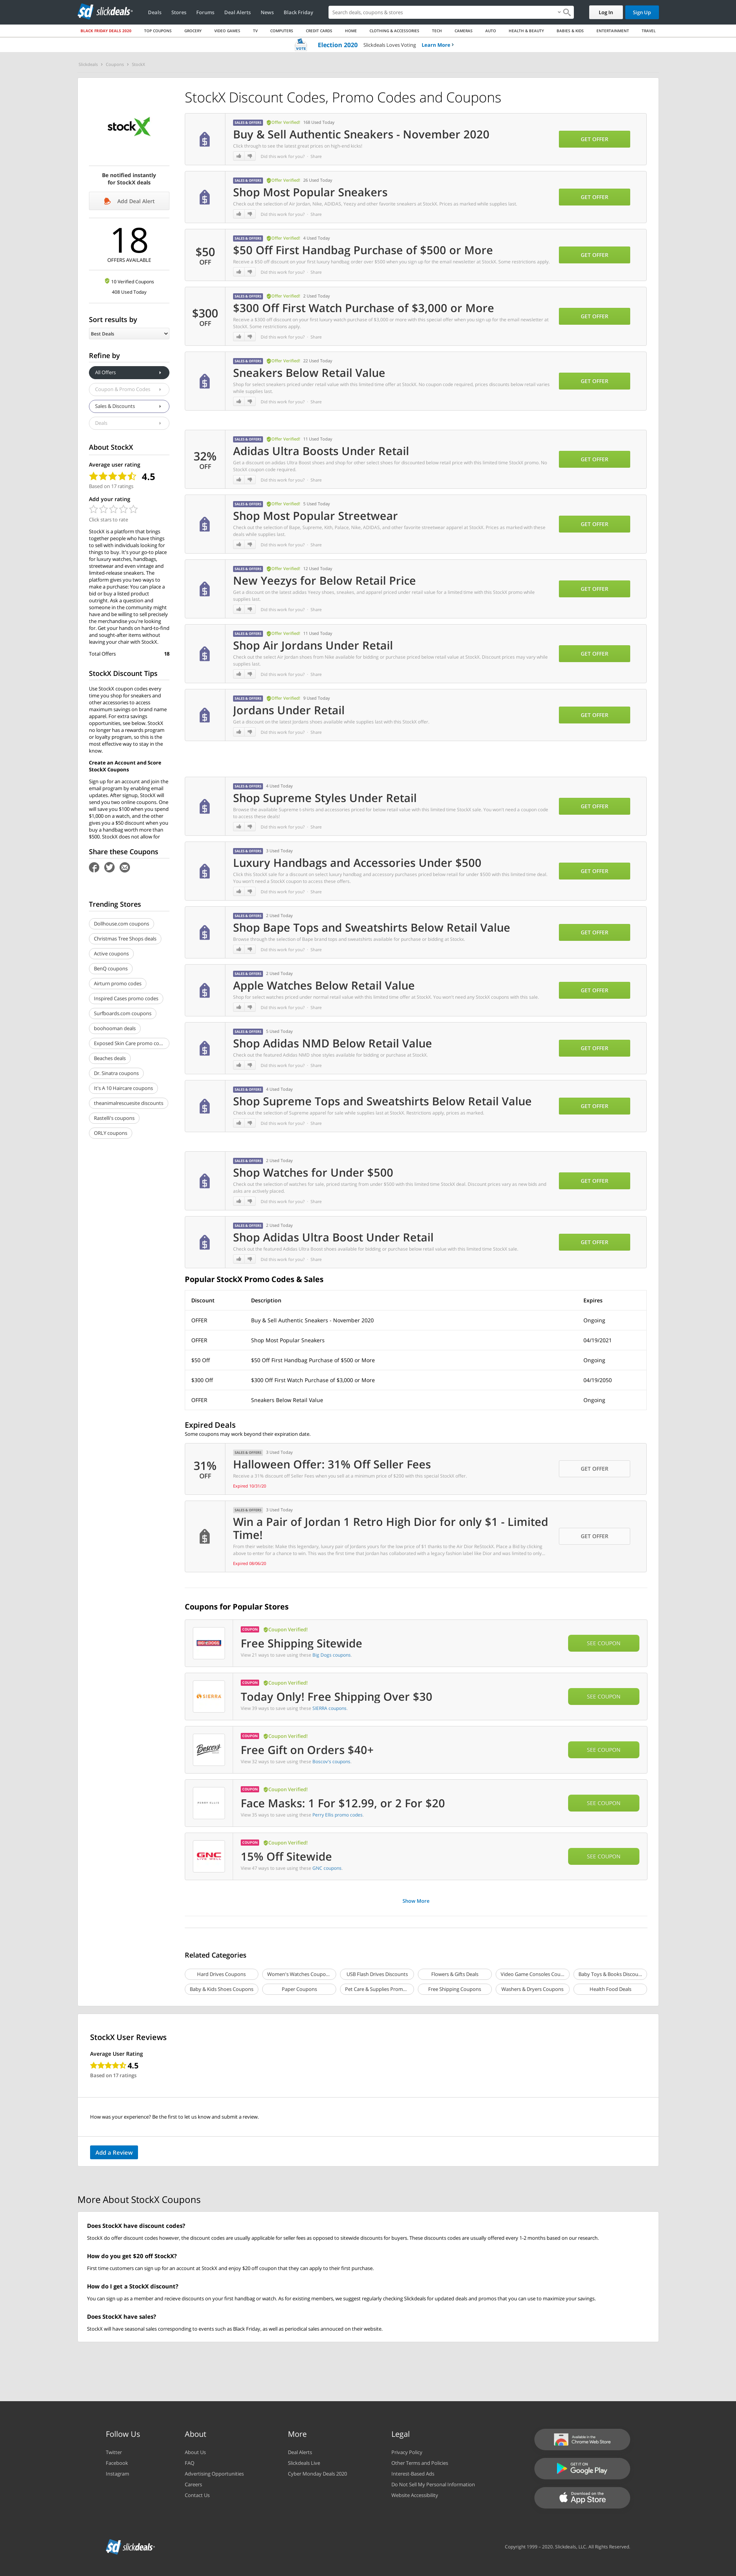 slickdeals
Deals Stores Forums Deal Alerts News Black Friday
Search deals, coupons & stores
Log In Sign Up
BLACK FRIDAY DEALS 2020 TOP COUPONS GROCERY VIDEO GAMES TV COMPUTERS CREDIT CARDS HOME CLOTHING & ACCESSORIES TECH CAMERAS AUTO HEALTH & BEAUTY BABIES & KIDS ENTERTAINMENT TRAVEL
VOTE Election 2020 Slickdeals Loves Voting Learn More
Slickdeals > Coupons > StockX
StockX
Be notified instantly
for StockX deals
Add Deal Alert
18
OFFERS AVAILABLE
10 Verified Coupons
408 Used Today
Sort results by
Best Deals
Refine by
All Offers
Coupon & Promo Codes
Sales & Discounts
Deals
About StockX
Average user rating
4.5
Based on 17 ratings
Add your rating
Click stars to rate
StockX is a platform that brings
together people who have things
to sell with individuals looking for
things to buy. It's your go-to place
for luxury watches, handbags,
streetwear and even vintage and
limited-release sneakers. The
platform gives you two ways to
make a purchase: You can place a
bid or buy a listed product
outright. Ask a question and
someone in the community might
have and be willing to sell precisely
the merchandise you're looking
for. Get your hands on hard-to-find
and sought-after items without
leaving your chair with StockX.
Total Offers 18
StockX Discount Tips
Use StockX coupon codes every
time you shop for sneakers and
other accessories to access
maximum savings on brand name
apparel. For extra savings
opportunities, see below. StockX
no longer has a rewards program
or loyalty program, so this is the
most effective way to stay in the
know.
Create an Account and Score
StockX Coupons
Sign up for an account and join the
email program by enabling email
updates. After signup, StockX will
send you two online coupons. One
will save you $100 when you spend
$1,000 on a watch, and the other
gives you a $50 discount when you
buy a handbag worth more than
$500. StockX does not allow for
Share these Coupons
Trending Stores
Dollhouse.com coupons
Christmas Tree Shops deals
Active coupons
BenQ coupons
Airturn promo codes
Inspired Cases promo codes
Surfboards.com coupons
boohooman deals
Exposed Skin Care promo co...
Beaches deals
Dr. Sinatra coupons
It's A 10 Haircare coupons
theanimalrescuesite discounts
Rastelli's coupons
ORLY coupons
StockX Discount Codes, Promo Codes and Coupons
SALES & OFFERS Offer Verified! 168 Used Today
Buy & Sell Authentic Sneakers - November 2020
Click through to see the latest great prices on high-end kicks!
Did this work for you? Share
GET OFFER
SALES & OFFERS Offer Verified! 26 Used Today
Shop Most Popular Sneakers
Check out the selection of Air Jordan, Nike, ADIDAS, Yeezy and other favorite sneakers at StockX. Prices as marked while supplies last.
Did this work for you? Share
GET OFFER
$50
OFF
SALES & OFFERS Offer Verified! 4 Used Today
$50 Off First Handbag Purchase of $500 or More
Receive a $50 discount on your first luxury handbag order over $500 when you sign up for the email newsletter at StockX. Some restrictions apply.
Did this work for you? Share
GET OFFER
$300
OFF
SALES & OFFERS Offer Verified! 2 Used Today
$300 Off First Watch Purchase of $3,000 or More
Receive a $300 off discount on your first luxury watch purchase of $3,000 or more with this special offer when you sign up for the email newsletter at
StockX. Some restrictions apply.
Did this work for you? Share
GET OFFER
SALES & OFFERS Offer Verified! 22 Used Today
Sneakers Below Retail Value
Shop for select sneakers priced under retail value with this limited time offer at StockX. No coupon code required, prices discounts below retail varies
while supplies last.
Did this work for you? Share
GET OFFER
32%
OFF
SALES & OFFERS Offer Verified! 11 Used Today
Adidas Ultra Boosts Under Retail
Get a discount on adidas Ultra Boost shoes and shop for other select shoes for discounted below retail price with this limited time StockX promo. No
StockX coupon code required.
Did this work for you? Share
GET OFFER
SALES & OFFERS Offer Verified! 5 Used Today
Shop Most Popular Streetwear
Check out the selection of Bape, Supreme, Kith, Palace, Nike, ADIDAS, and other favorite streetwear apparel at StockX. Prices as marked with these
deals while supplies last.
Did this work for you? Share
GET OFFER
SALES & OFFERS Offer Verified! 12 Used Today
New Yeezys for Below Retail Price
Get a discount on the latest adidas Yeezy shoes, sneakes, and apparel priced under retail value for a limited time with this StockX promo while
supplies last.
Did this work for you? Share
GET OFFER
SALES & OFFERS Offer Verified! 11 Used Today
Shop Air Jordans Under Retail
Check out the select Air Jordan shoes from Nike available for bidding or purchase priced below retail value at StockX. Discount prices may vary while
supplies last.
Did this work for you? Share
GET OFFER
SALES & OFFERS Offer Verified! 9 Used Today
Jordans Under Retail
Get a discount on the latest Jordans shoes available while supplies last with this StockX offer.
Did this work for you? Share
GET OFFER
SALES & OFFERS 4 Used Today
Shop Supreme Styles Under Retail
Browse the available Supreme t-shirts and accessories priced for below retail value with this limited time StockX sale. You won't need a coupon code
to access these deals!
Did this work for you? Share
GET OFFER
SALES & OFFERS 3 Used Today
Luxury Handbags and Accessories Under $500
Click this StockX sale for a discount on select luxury handbag and accessory purchases priced below retail for under $500 with this limited time deal.
You won't need a StockX coupon to access these offers.
Did this work for you? Share
GET OFFER
SALES & OFFERS 2 Used Today
Shop Bape Tops and Sweatshirts Below Retail Value
Browse through the selection of Bape brand tops and sweatshirts available for purchase or bidding at StockX.
Did this work for you? Share
GET OFFER
SALES & OFFERS 2 Used Today
Apple Watches Below Retail Value
Shop for select watches priced under normal retail value with this limited time offer at StockX. You won't need any StockX coupons with this sale.
Did this work for you? Share
GET OFFER
SALES & OFFERS 5 Used Today
Shop Adidas NMD Below Retail Value
Check out the featured Adidas NMD shoe styles available for bidding or purchase at StockX.
Did this work for you? Share
GET OFFER
SALES & OFFERS 4 Used Today
Shop Supreme Tops and Sweatshirts Below Retail Value
Check out the selection of Supreme apparel for sale while supplies last at StockX. Restrictions apply, prices as marked.
Did this work for you? Share
GET OFFER
SALES & OFFERS 2 Used Today
Shop Watches for Under $500
Check out the selection of watches for sale, priced starting from under $500 with this limited time StockX deal. Discount prices vary as new bids and
asks are actively placed.
Did this work for you? Share
GET OFFER
SALES & OFFERS 2 Used Today
Shop Adidas Ultra Boost Under Retail
Check out the featured Adidas Ultra Boost shoes available for bidding or purchase below retail value with this limited time StockX sale.
Did this work for you? Share
GET OFFER
Popular StockX Promo Codes & Sales
Discount Description Expires
OFFER Buy & Sell Authentic Sneakers - November 2020 Ongoing
OFFER Shop Most Popular Sneakers 04/19/2021
$50 Off $50 Off First Handbag Purchase of $500 or More Ongoing
$300 Off $300 Off First Watch Purchase of $3,000 or More 04/19/2050
OFFER Sneakers Below Retail Value Ongoing
Expired Deals
Some coupons may work beyond their expiration date.
31%
OFF
SALES & OFFERS 3 Used Today
Halloween Offer: 31% Off Seller Fees
Receive a 31% discount off Seller Fees when you sell at a minimum price of $200 with this special StockX offer.
Expired 10/31/20
GET OFFER
SALES & OFFERS 3 Used Today
Win a Pair of Jordan 1 Retro High Dior for only $1 - Limited
Time!
From their website: Make this legendary, luxury pair of Jordans yours for the low price of $1 thanks to the Air Dior ReStockX. Place a Bid by clicking
above to enter for a chance to win. This was the first time that Jordan has collaborated with a legacy fashion label like Dior and was limited to only...
Expired 08/06/20
GET OFFER
Coupons for Popular Stores
BIG DOGS
COUPON Coupon Verified!
Free Shipping Sitewide
View 21 ways to save using these Big Dogs coupons.
SEE COUPON
SIERRA
COUPON Coupon Verified!
Today Only! Free Shipping Over $30
View 39 ways to save using these SIERRA coupons.
SEE COUPON
Boscov's
COUPON Coupon Verified!
Free Gift on Orders $40+
View 32 ways to save using these Boscov's coupons.
SEE COUPON
PERRY ELLIS
COUPON Coupon Verified!
Face Masks: 1 For $12.99, or 2 For $20
View 35 ways to save using these Perry Ellis promo codes.
SEE COUPON
GNC
LIVE WELL
COUPON Coupon Verified!
15% Off Sitewide
View 47 ways to save using these GNC coupons.
SEE COUPON
Show More
Related Categories
Hard Drives Coupons Women's Watches Coupo... USB Flash Drives Discounts Flowers & Gifts Deals Video Game Consoles Cou... Baby Toys & Books Discou...
Baby & Kids Shoes Coupons Paper Coupons Pet Care & Supplies Prom... Free Shipping Coupons Washers & Dryers Coupons Health Food Deals
StockX User Reviews
Average User Rating
4.5
Based on 17 ratings
How was your experience? Be the first to let us know and submit a review.
Add a Review
More About StockX Coupons
Does StockX have discount codes?
StockX do offer discount codes however, the discount codes are usually applicable for seller fees as opposed to sitewide discounts for buyers. These discounts codes are usually offered every 1-2 months based on our research.
How do you get $20 off StockX?
First time customers can sign up for an account at StockX and enjoy $20 off coupon that they can apply to their first purchase.
How do I get a StockX discount?
You can sign up as a member and recieve discounts on your first handbag or watch. As for existing members, we suggest regularly checking Slickdeals for updated deals and promos that you can use to maximize your savings.
Does StockX have sales?
StockX will have seasonal sales corresponding to events such as Black Friday, as well as periodical sales annouced on their website.
Follow Us
Twitter
Facebook
Instagram
About
About Us
FAQ
Advertising Opportunities
Careers
Contact Us
More
Deal Alerts
Slickdeals Live
Cyber Monday Deals 2020
Legal
Privacy Policy
Other Terms and Policies
Interest-Based Ads
Do Not Sell My Personal Information
Website Accessibility
Available in the
Chrome Web Store
GET IT ON
Google Play
Download on the
App Store
slickdeals
Copyright 1999 – 2020. Slickdeals, LLC. All Rights Reserved.